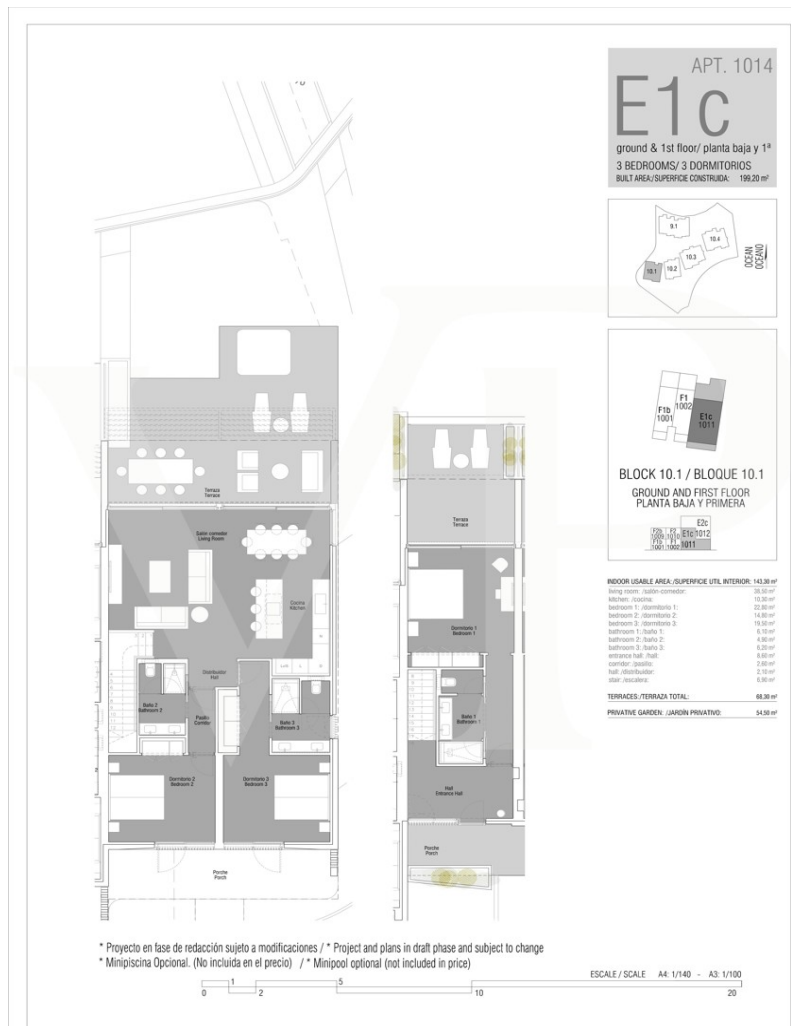 APT. 1014
E1c
ground & 1st floor/ planta baja y 1ª
3 BEDROOMS/ 3 DORMITORIOS
BUILT AREA:/SUPERFICIE CONSTRUIDA: 199,20 m²
9.1
10.4
10.3
10.2
10.1
OCEAN
OCEANO
F1b
1001
F1
1002
E1c
1011
BLOCK 10.1 / BLOQUE 10.1
GROUND AND FIRST FLOOR
PLANTA BAJA Y PRIMERA
E2c
F2b F2 E1c 1012
1009 1010
F1b F1
1001 1002 1011
INDOOR USABLE AREA:/SUPERFICIE UTIL INTERIOR: 143,30 m²
living room: /salón-comedor: 38,50 m²
kitchen: /cocina: 10,30 m²
bedroom 1: /dormitorio 1: 22,80 m²
bedroom 2: /dormitorio 2: 14,80 m²
bedroom 3: /dormitorio 3: 19,50 m²
bathroom 1:/baño 1: 6,10 m²
bathroom 2:/baño 2: 4,90 m²
bathroom 3:/baño 3: 6,20 m²
entrance hall: /hall: 8,60 m²
corridor: /pasillo: 2,60 m²
hall: /distribuidor: 2,10 m²
stair: /escalera: 6,90 m²
TERRACES:/TERRAZA TOTAL: 68,30 m²
PRIVATIVE GARDEN: /JARDÍN PRIVATIVO: 54,50 m²
Terraza
Terrace
Salón comedor
Living Room
Cocina
Kitchen
Distribuidor
Hall
Baño 2
Bathroom 2
Pasillo
Corridor
Baño 3
Bathroom 3
Dormitorio 2
Bedroom 2
Dormitorio 3
Bedroom 3
Porche
Porch
Terraza
Terrace
Dormitorio 1
Bedroom 1
Baño 1
Bathroom 1
Hall
Entrance Hall
Porche
Porch
* Proyecto en fase de redacción sujeto a modificaciones / * Project and plans in draft phase and subject to change
* Minipiscina Opcional. (No incluida en el precio) / * Minipool optional (not included in price)
ESCALE / SCALE A4: 1/140 - A3: 1/100
0 1 2 5 10 20